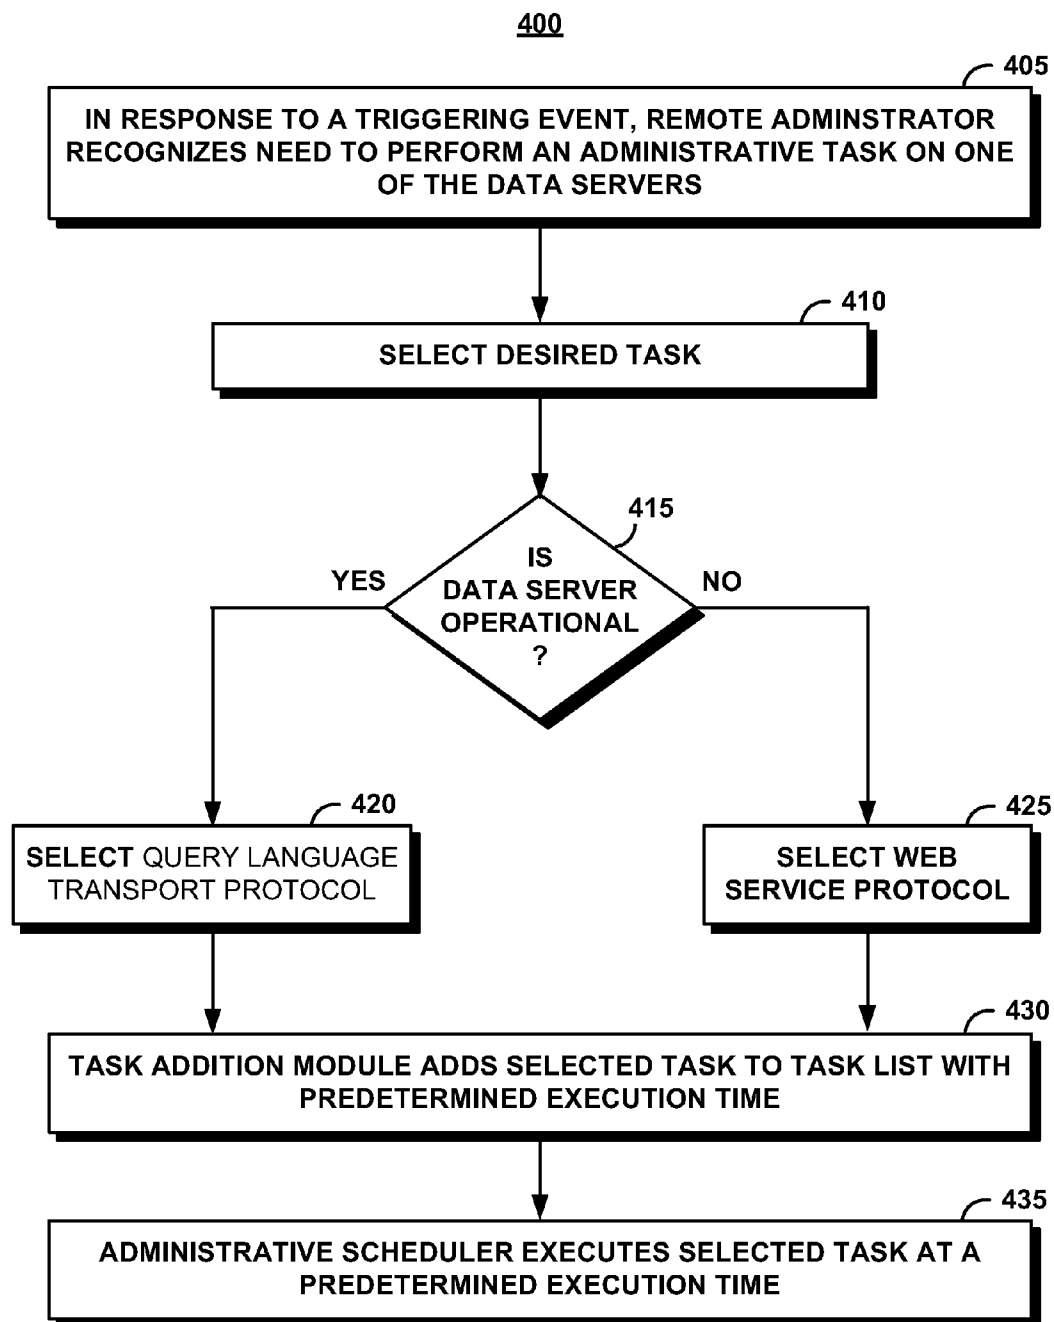 400
405
IN RESPONSE TO A TRIGGERING EVENT, REMOTE ADMINSTRATOR
RECOGNIZES NEED TO PERFORM AN ADMINISTRATIVE TASK ON ONE
OF THE DATA SERVERS
410
SELECT DESIRED TASK
415
IS
DATA SERVER
OPERATIONAL
?
YES
NO
420
SELECT QUERY LANGUAGE
TRANSPORT PROTOCOL
425
SELECT WEB
SERVICE PROTOCOL
430
TASK ADDITION MODULE ADDS SELECTED TASK TO TASK LIST WITH
PREDETERMINED EXECUTION TIME
435
ADMINISTRATIVE SCHEDULER EXECUTES SELECTED TASK AT A
PREDETERMINED EXECUTION TIME